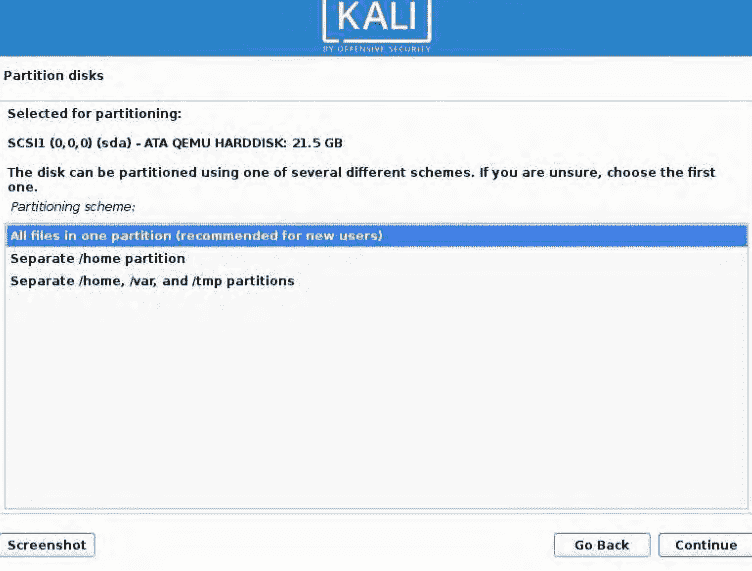 KALI
BY OFFENSIVE SECURITY
Partition disks
Selected for partitioning:
SCSI1 (0,0,0) (sda) - ATA QEMU HARDDISK: 21.5 GB
The disk can be partitioned using one of several different schemes. If you are unsure, choose the first
one.
Partitioning scheme:
All files in one partition (recommended for new users)
Separate /home partition
Separate /home, /var, and /tmp partitions
Screenshot
Go Back
Continue